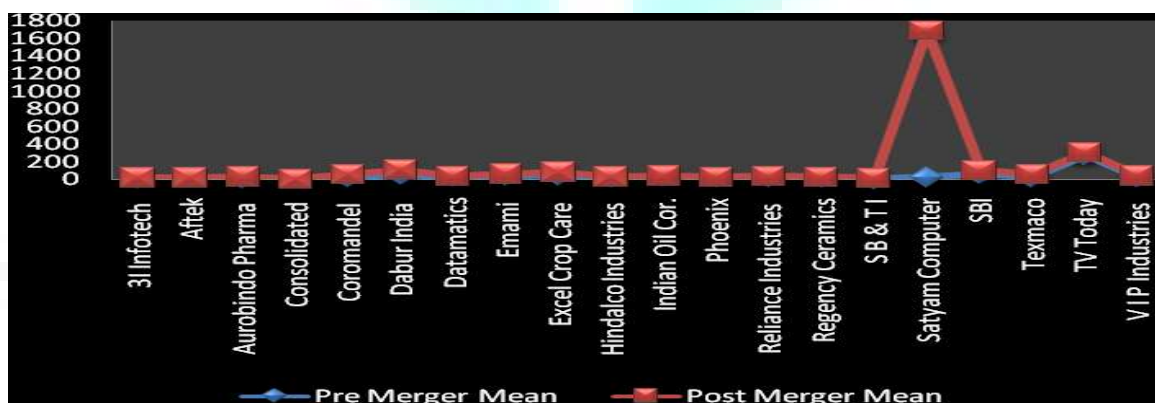 1800
1600
1400
1200
1000
800
600
400
200
0
3I Infotech
Aftek
Aurobindo Pharma
Consolidated
Coromandel
Dabur India
Datamatics
Emami
Excel Crop Care
Hindalco Industries
Indian Oil Cor.
Phoenix
Reliance Industries
Regency Ceramics
S B & T I
Satyam Computer
SBI
Texmaco
TV Today
V I P Industries
Pre Merger Mean
Post Merger Mean